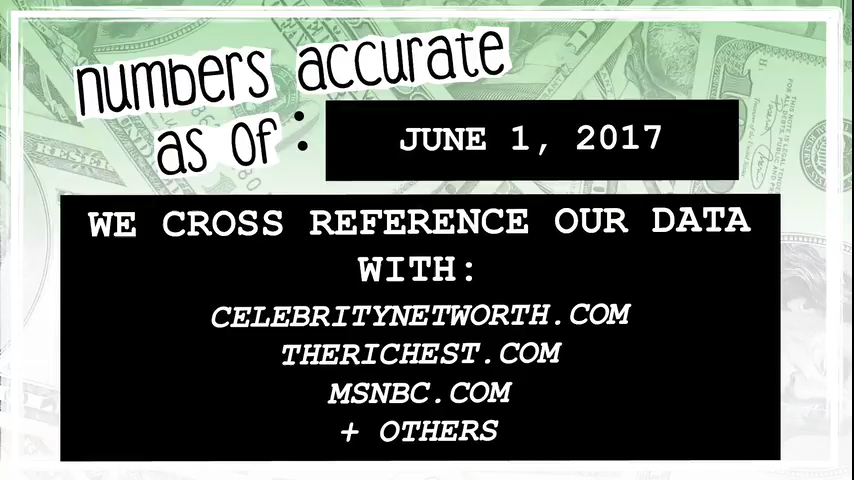 numbers accurate
as of:
JUNE 1, 2017
WE CROSS REFERENCE OUR DATA
WITH:
CELEBRITYNETWORTH.COM
THERICHEST.COM
MSNBC.COM
+ OTHERS